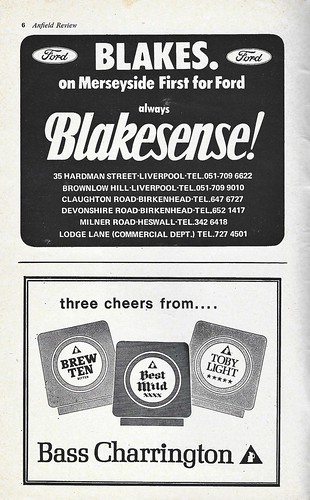 6 Anfield Review
Ford BLAKES. Ford
on Merseyside First for Ford
always
Blakesense!
35 HARDMAN STREET·LIVERPOOL·TEL.051-709 6622
BROWNLOW HILL·LIVERPOOL·TEL.051-709 9010
CLAUGHTON ROAD·BIRKENHEAD·TEL.647 6727
DEVONSHIRE ROAD·BIRKENHEAD·TEL,652 1417
MILNER ROAD·HESWALL·TEL.342 6418
LODGE LANE (COMMERCIAL DEPT.) TEL.727 4501
three cheers from....
BREW
TEN
BITTER
Best
Mild
xxxx
TOBY
LIGHT
★★★★★
Bass Charrington